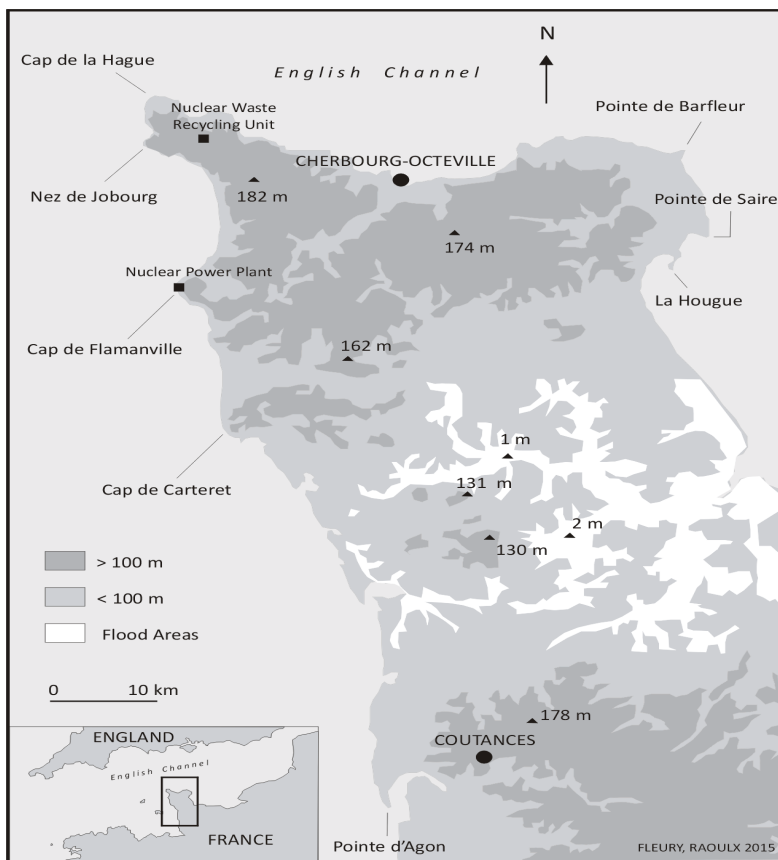 N
Cap de la Hague
English Channel
Nuclear Waste
Recycling Unit
Pointe de Barfleur
CHERBOURG-OCTEVILLE
Nez de Jobourg
182 m
Pointe de Saire
174 m
Nuclear Power Plant
La Hougue
Cap de Flamanville
162 m
1 m
Cap de Carteret
131 m
2 m
130 m
> 100 m
< 100 m
Flood Areas
0 10 km
178 m
COUTANCES
ENGLAND
English Channel
FRANCE
Pointe d'Agon
FLEURY, RAOULX 2015